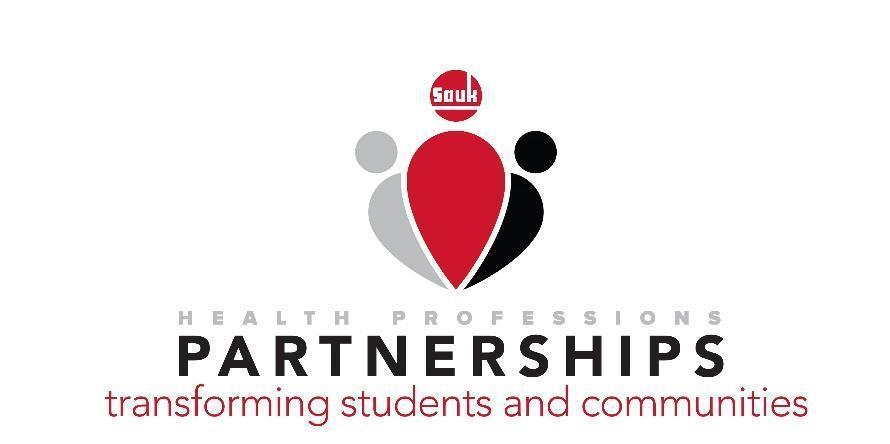 Sauk
HEALTH PROFESSIONS
PARTNERSHIPS
transforming students and communities